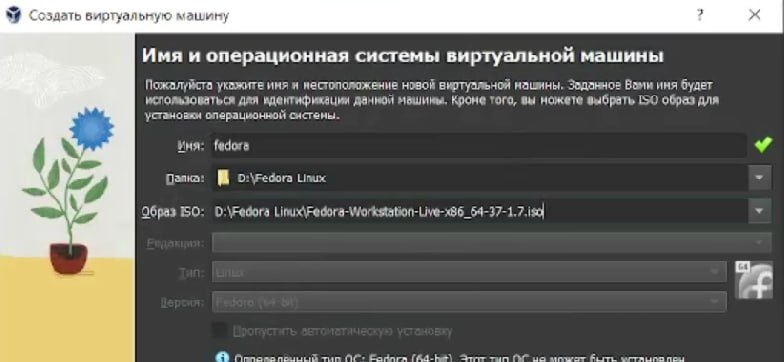 Создать виртуальную машину
?
Имя и операционная системы виртуальной машины
Пожалуйста укажите имя и местоположение новой виртуальной машины. Заданное Вами имя будет
использоваться для идентификации данной машины. Кроме того, вы можете выбрать ISO образ для
установки операционной системы.
Имя: fedora
Папка: D:\Fedora Linux
Образ ISO: D:\Fedora Linux\Fedora-Workstation-Live-x86_64-37-1.7.iso
Редакция:
Тип: Linux
64
Версия: Fedora (64-bit)
Пропустить автоматическую установку
Определённый тип ОС: Fedora (64-bit). Этот тип ОС не может быть установлен